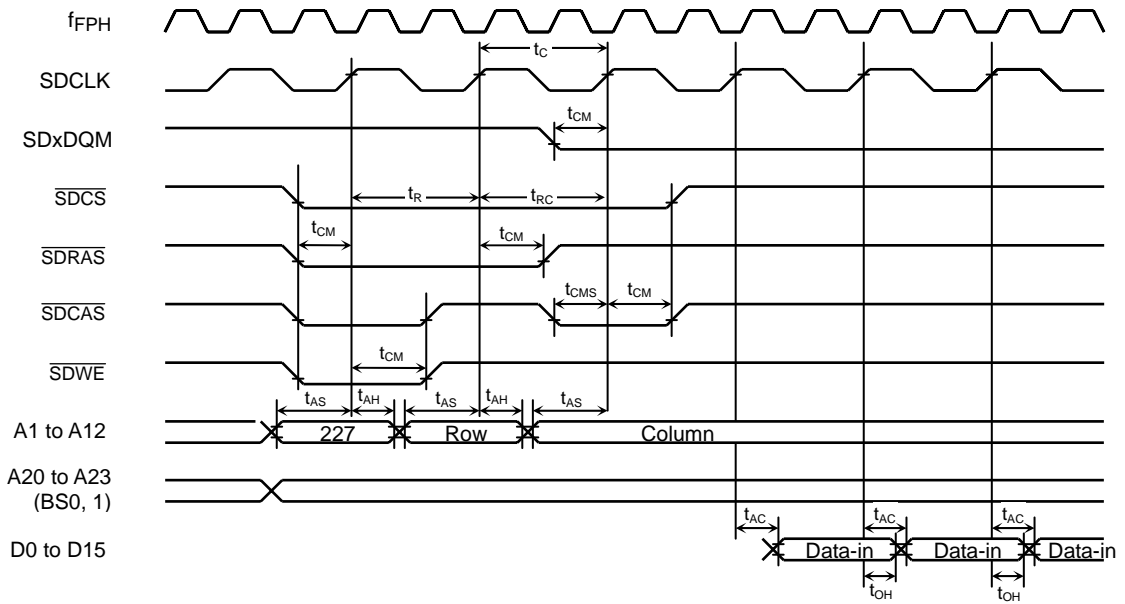 fFPH
tC
SDCLK
tCM
SDxDQM
SDCS
tR
tRC
tCM
tCM
SDRAS
tCMS
tCM
SDCAS
tCM
SDWE
tAS
tAH
tAS
tAH
tAS
A1 to A12
227
Row
Column
A20 to A23
(BS0, 1)
tAC
tAC
tAC
D0 to D15
Data-in
Data-in
Data-in
tOH
tOH